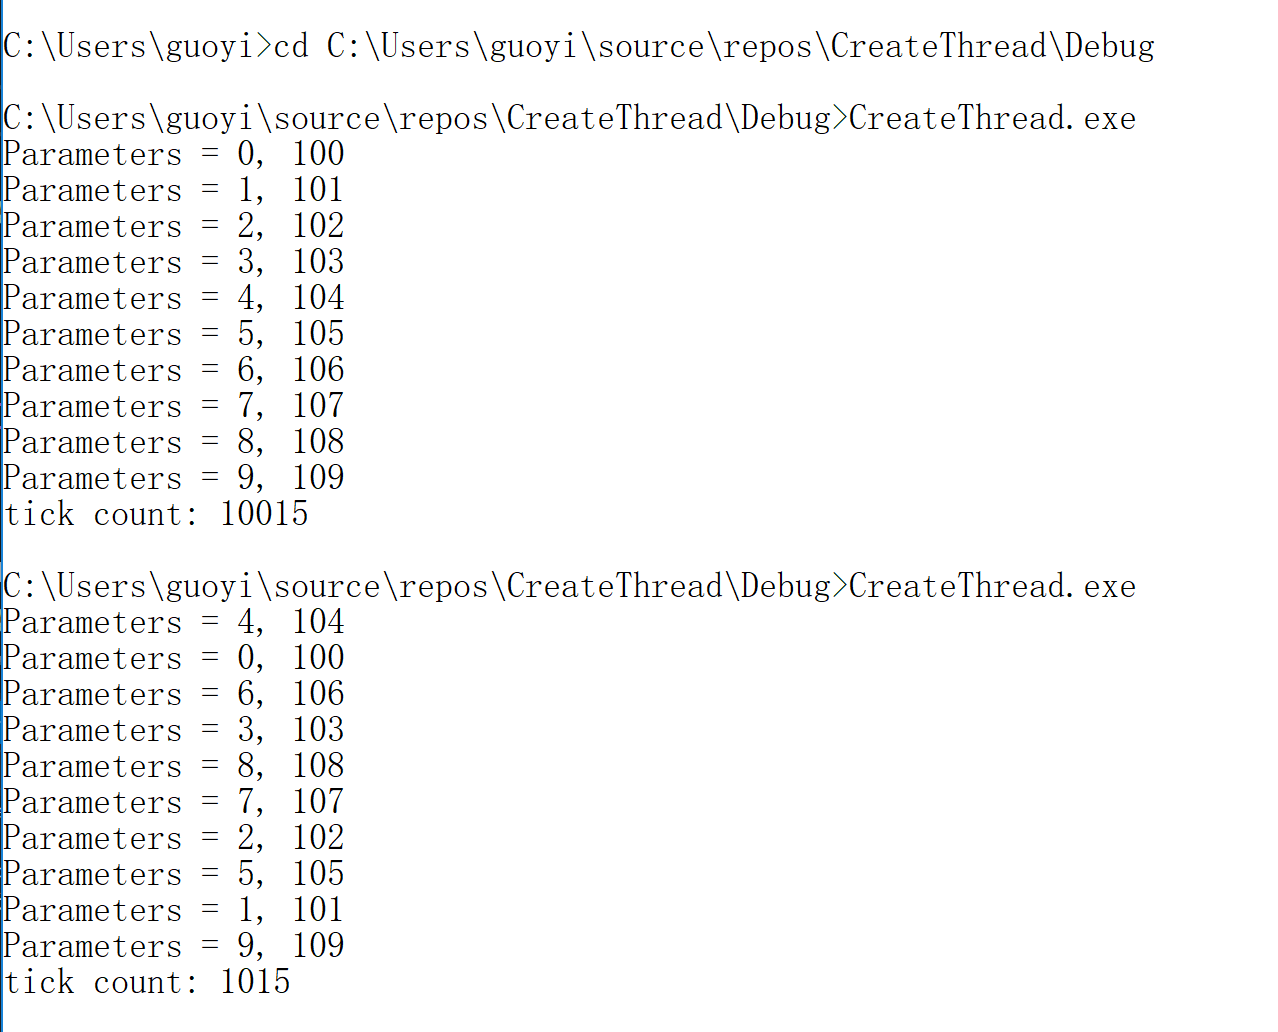 C:\Users\guoyi>cd C:\Users\guoyi\source\repos\CreateThread\Debug
C:\Users\guoyi\source\repos\CreateThread\Debug>CreateThread.exe
Parameters = 0, 100
Parameters = 1, 101
Parameters = 2, 102
Parameters = 3, 103
Parameters = 4, 104
Parameters = 5, 105
Parameters = 6, 106
Parameters = 7, 107
Parameters = 8, 108
Parameters = 9, 109
tick count: 10015
C:\Users\guoyi\source\repos\CreateThread\Debug>CreateThread.exe
Parameters = 4, 104
Parameters = 0, 100
Parameters = 6, 106
Parameters = 3, 103
Parameters = 8, 108
Parameters = 7, 107
Parameters = 2, 102
Parameters = 5, 105
Parameters = 1, 101
Parameters = 9, 109
tick count: 1015